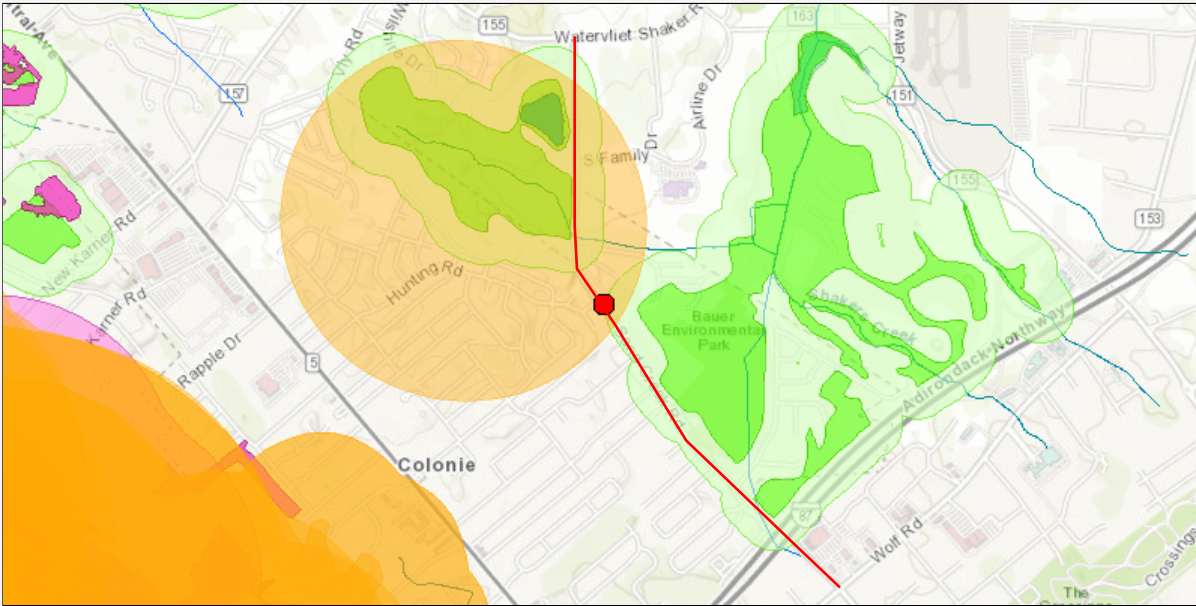 155
Watervliet Shaker R
163
tral-Ave
Vly Rd
Jetway
157
Airline Dr
151
S Family
Dr
155
153
New Karner Rd
Hunting Rd
Karner Rd
Shakers Creek
Bauer
Environmental
Park
Rapple Dr
5
Adirondack Northway
Colonie
87
Wolf Rd
Crossings
The